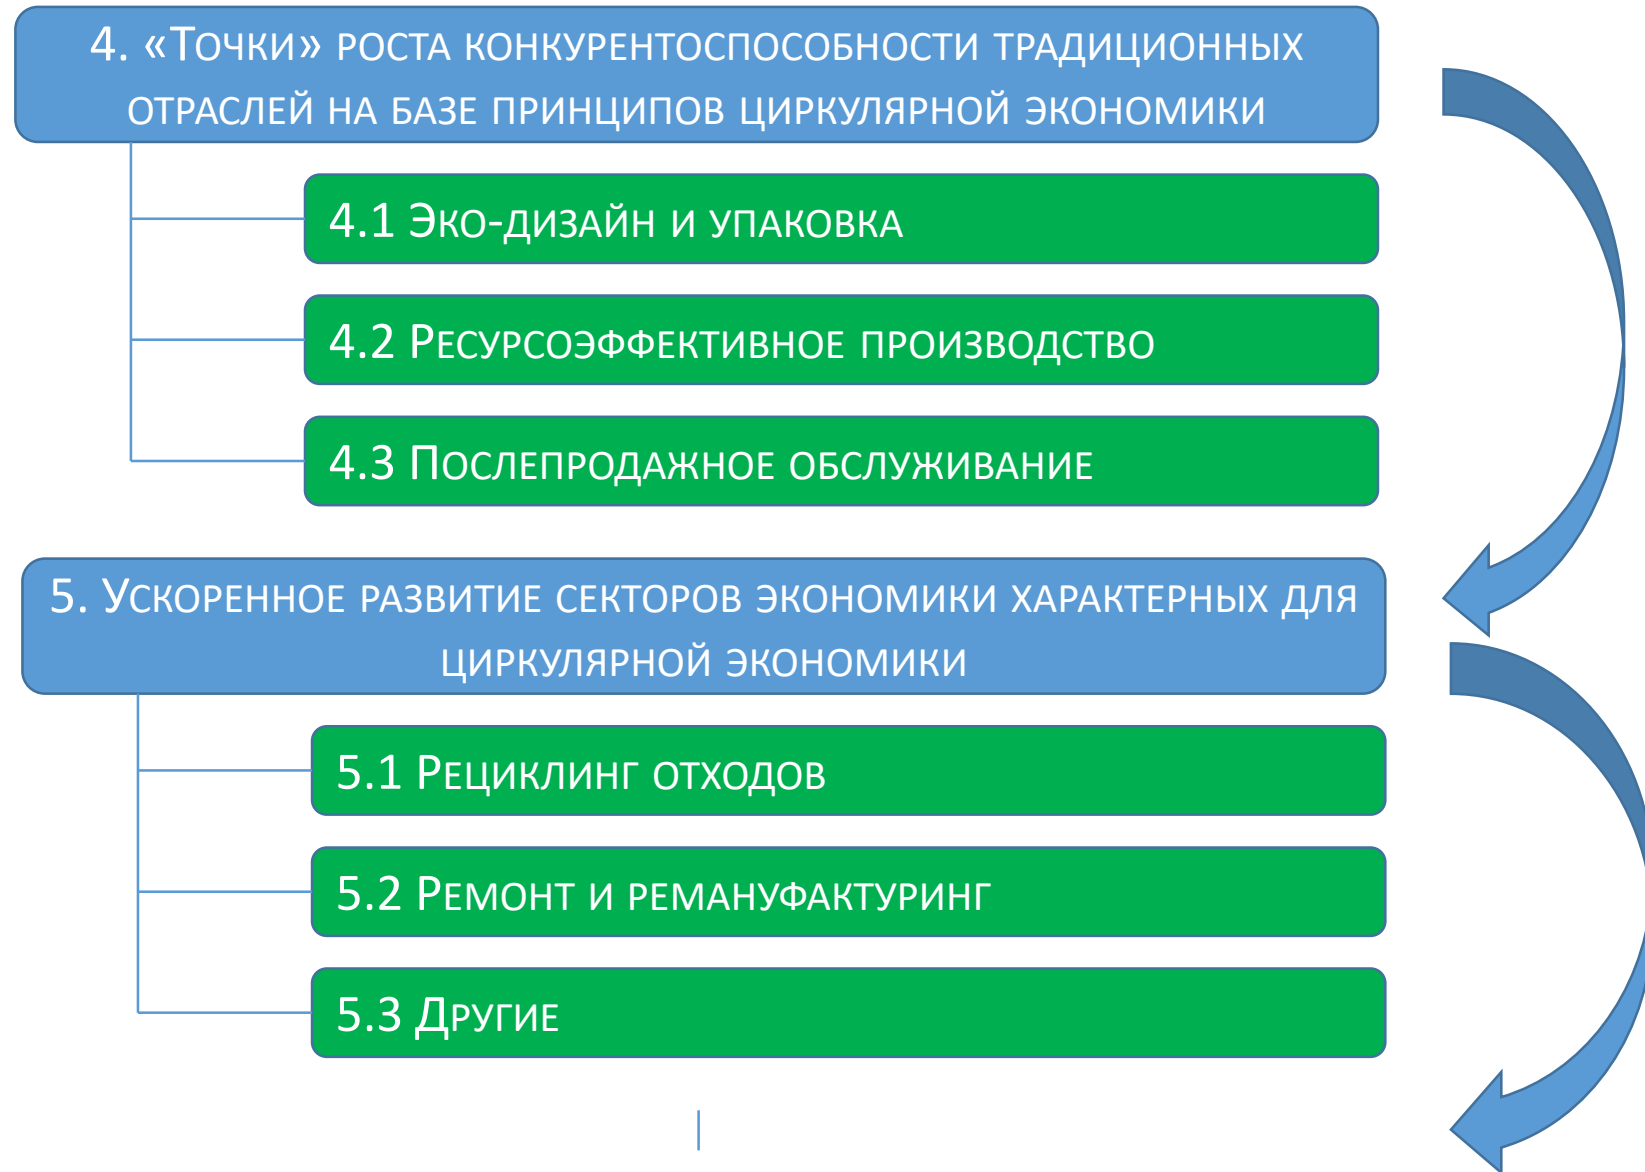 4. «Точки» роста конкурентоспособности традиционных
отраслей на базе принципов циркулярной экономики
4.1 Эко-дизайн и упаковка
4.2 Ресурсоэффективное производство
4.3 Послепродажное обслуживание
5. Ускоренное развитие секторов экономики характерных для
циркулярной экономики
5.1 Рециклинг отходов
5.2 Ремонт и ремануфактуринг
5.3 Другие